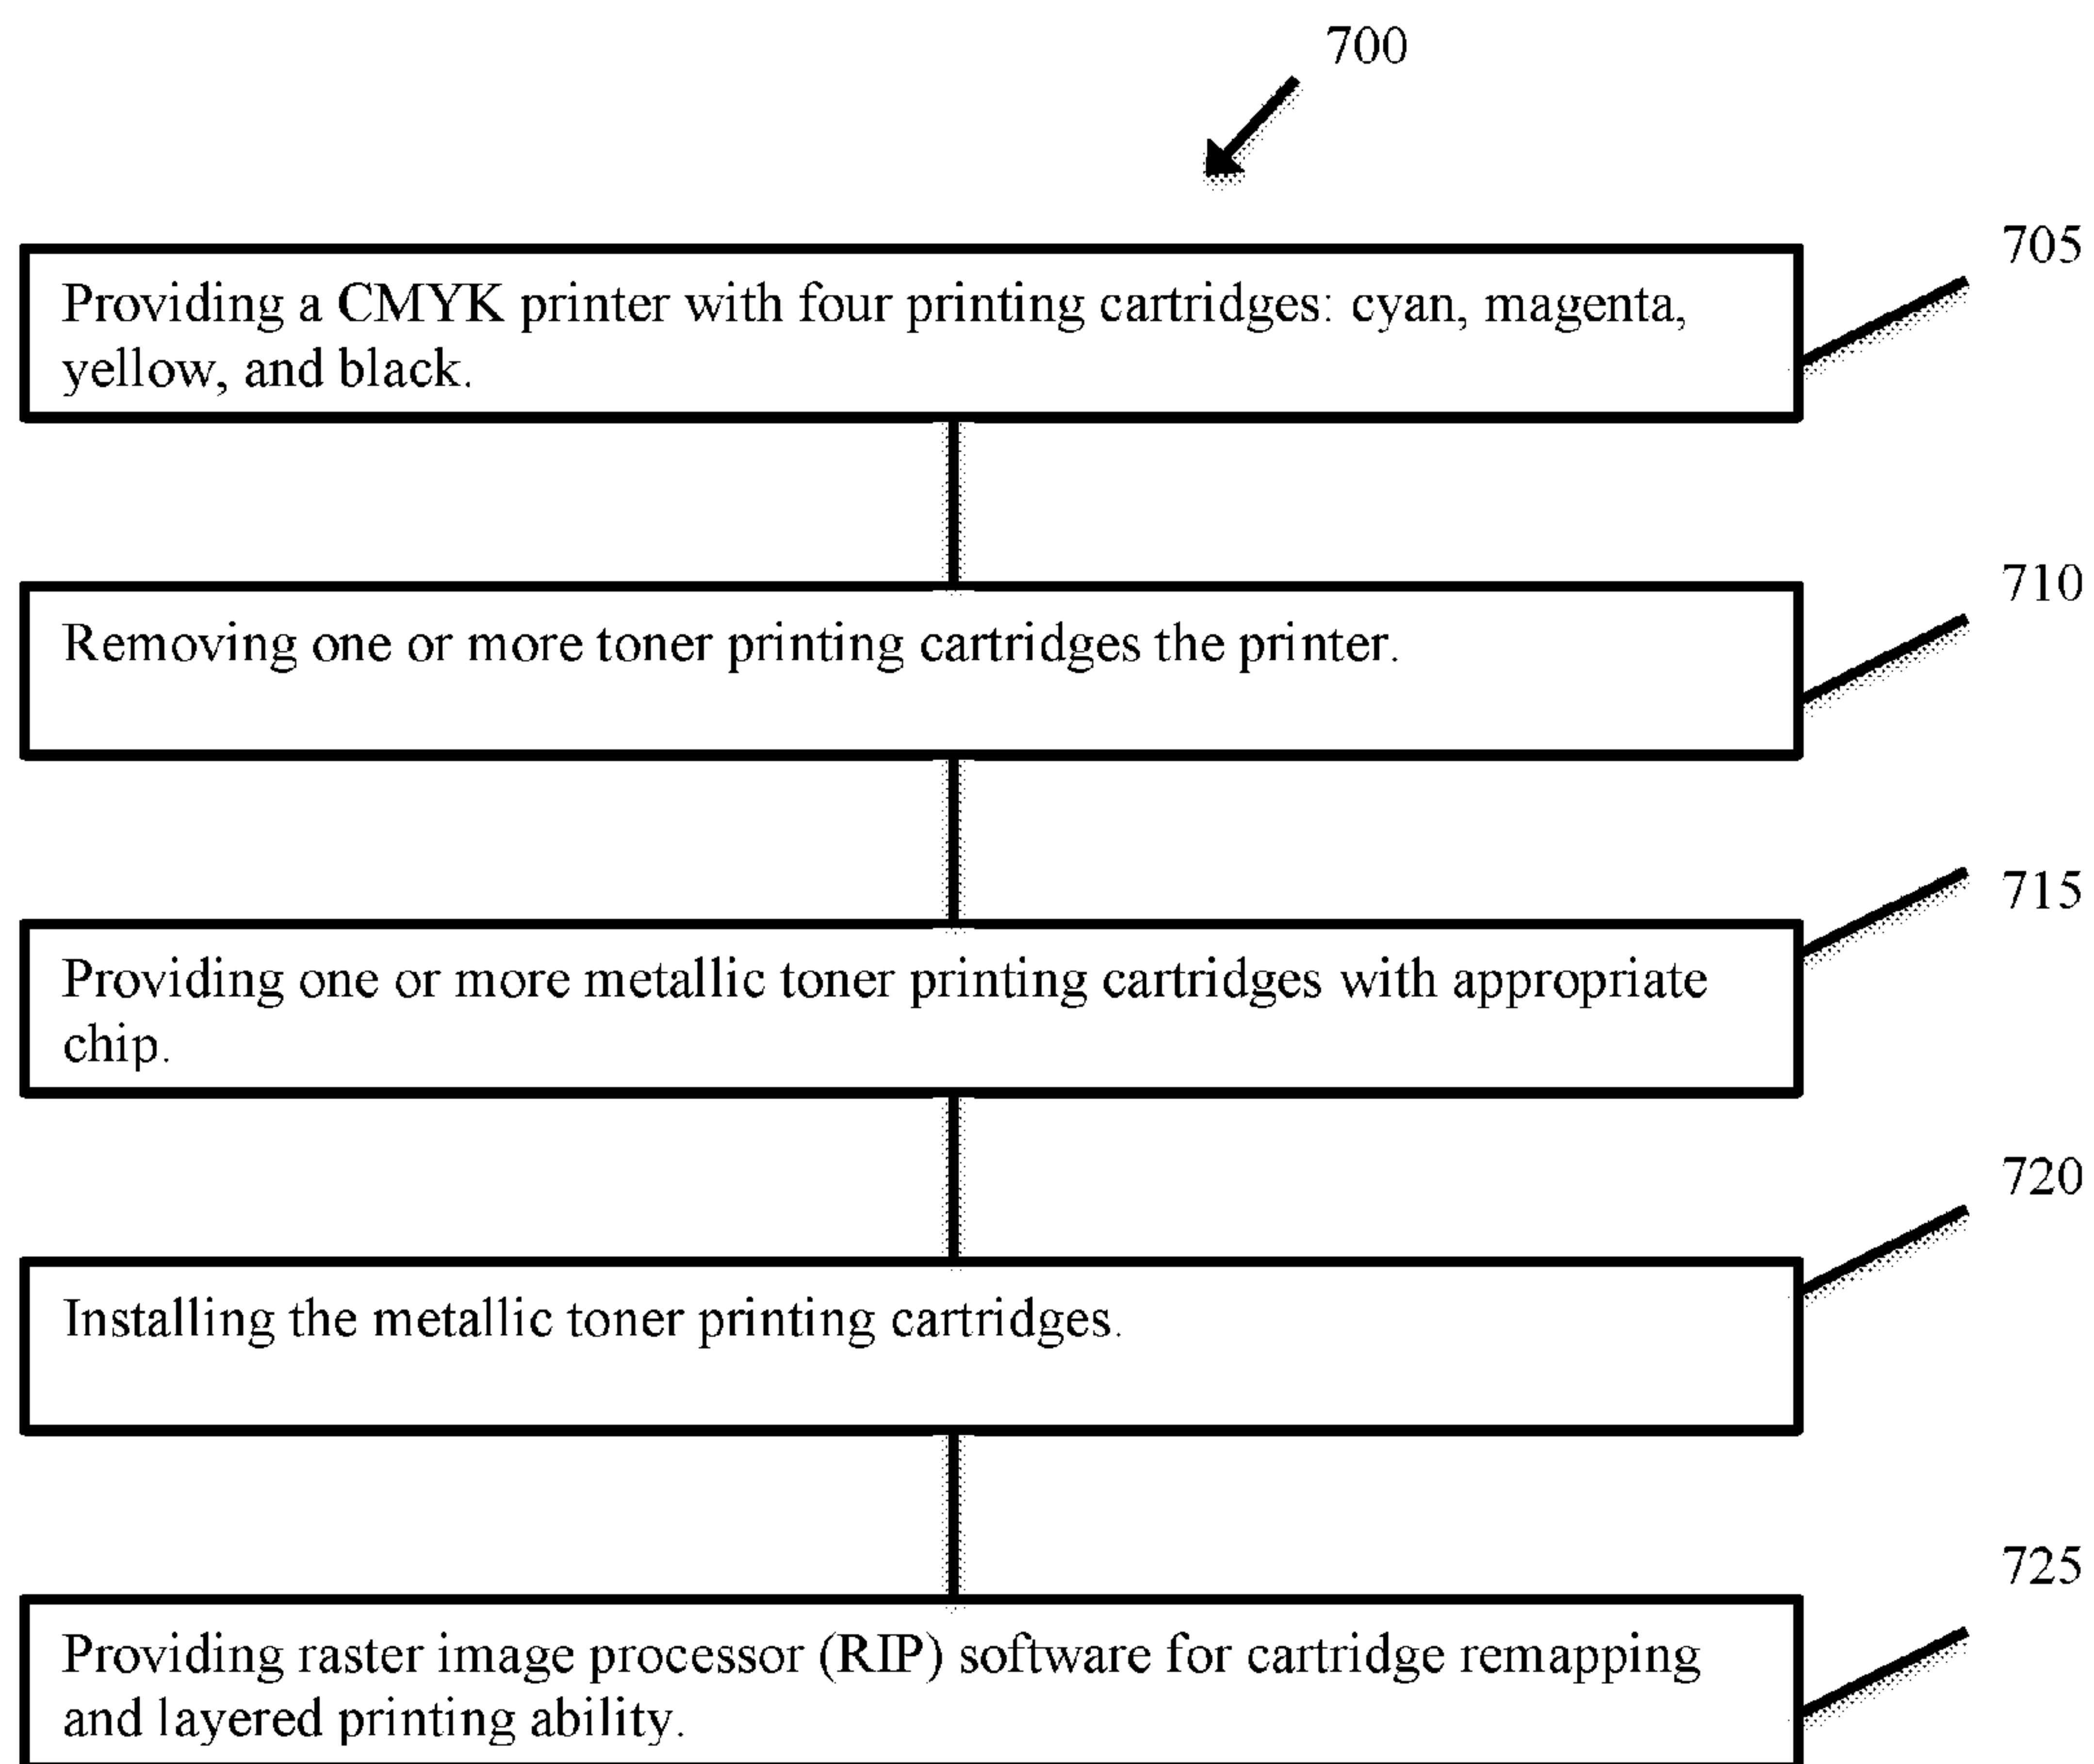 700
705
Providing a CMYK printer with four printing cartridges: cyan, magenta,
yellow, and black.
710
Removing one or more toner printing cartridges the printer.
715
Providing one or more metallic toner printing cartridges with appropriate
chip.
720
Installing the metallic toner printing cartridges.
725
Providing raster image processor (RIP) software for cartridge remapping
and layered printing ability.